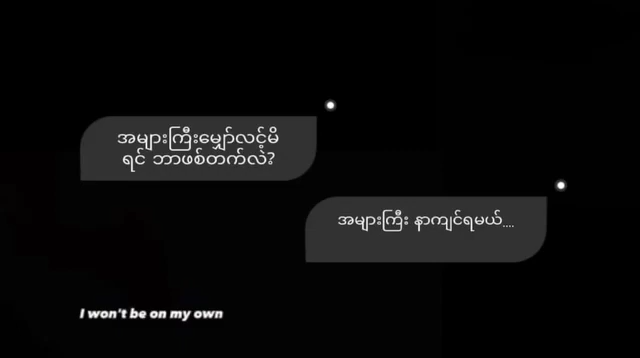 အများကြီးမျှော်လင့်မိ
ရင် ဘာဖစ်တက်လဲ?
အများကြီး နာကျင်ရမယ်....
I won't be on my own